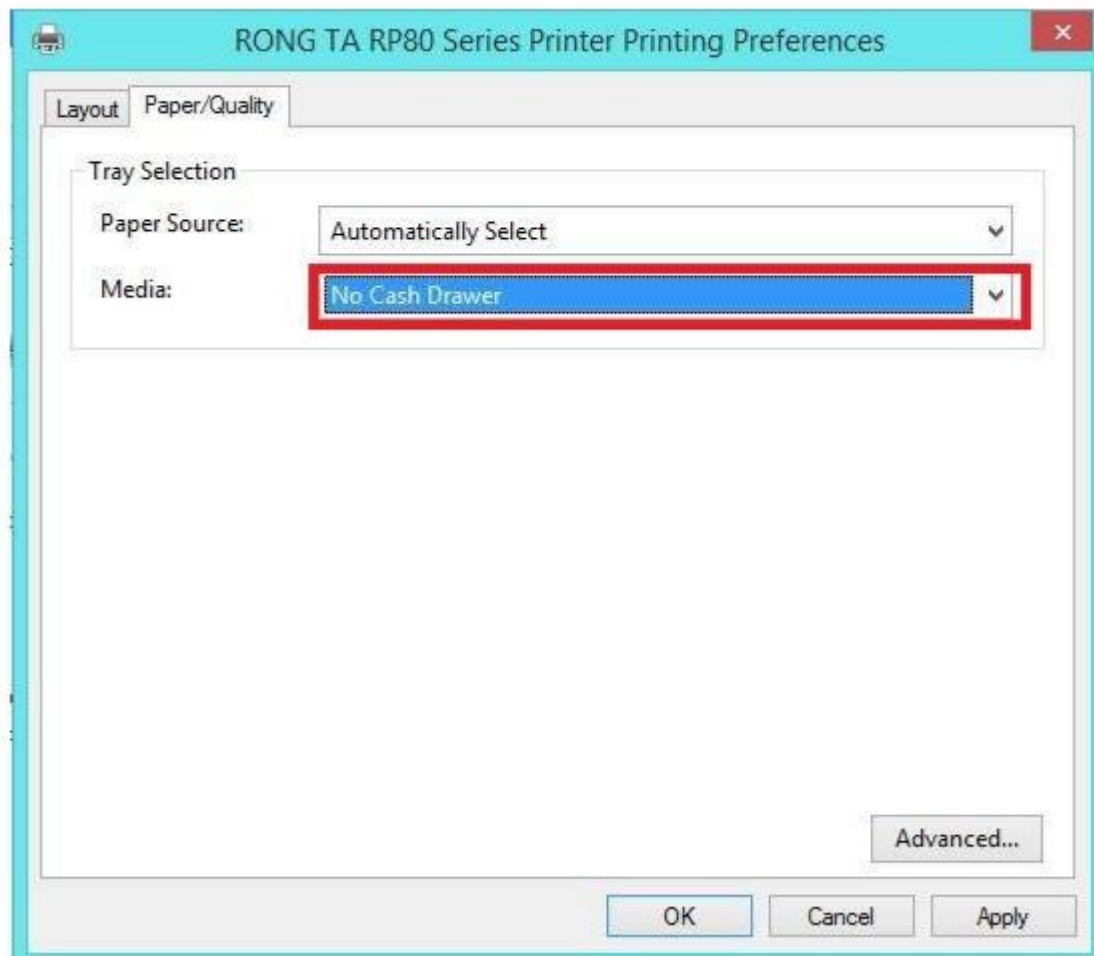 RONG TA RP80 Series Printer Printing Preferences
Layout
Paper/Quality
Tray Selection
Paper Source:
Automatically Select
Media:
No Cash Drawer
Advanced...
OK
Cancel
Apply